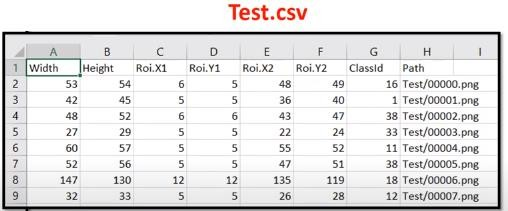 Test.csv
A B C D E F G H I
1 Width Height Roi.X1 Roi.Y1 Roi.X2 Roi.Y2 ClassId Path
2 53 54 6 5 48 49 16 Test/00000.png
3 42 45 5 5 36 40 1 Test/00001.png
4 48 52 6 6 43 47 38 Test/00002.png
5 27 29 5 5 22 24 33 Test/00003.png
6 60 57 5 5 55 52 11 Test/00004.png
7 52 56 5 5 47 51 38 Test/00005.png
8 147 130 12 12 135 119 18 Test/00006.png
9 32 33 5 5 26 28 12 Test/00007.png